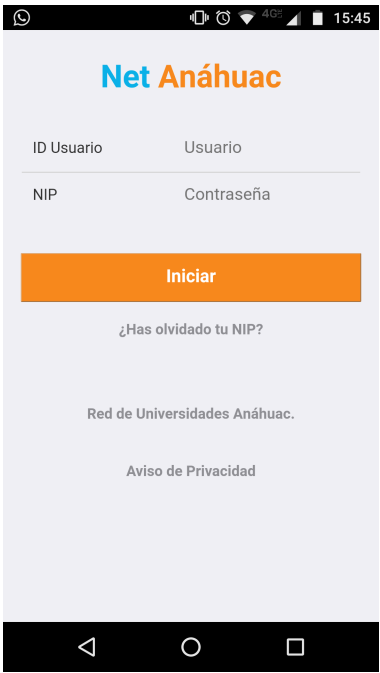 4G 15:45
Net Anáhuac
ID Usuario Usuario
NIP Contraseña
Iniciar
¿Has olvidado tu NIP?
Red de Universidades Anáhuac.
Aviso de Privacidad